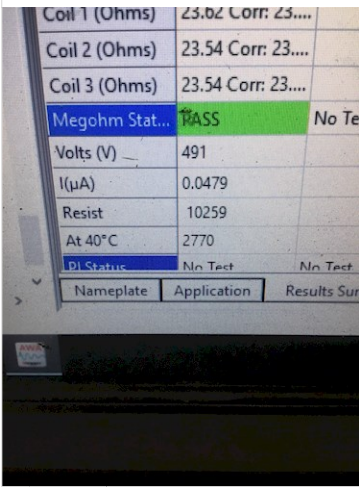 Coil 1 (Ohms) 23.62 Corr: 23....
Coil 2 (Ohms) 23.54 Corr: 23....
Coil 3 (Ohms) 23.54 Corr: 23....
Megohm Stat... PASS No Te
Volts (V) 491
I(µA) 0.0479
Resist 10259
At 40°C 2770
PI Status No Test No Test
Nameplate Application Results Sur
AWA